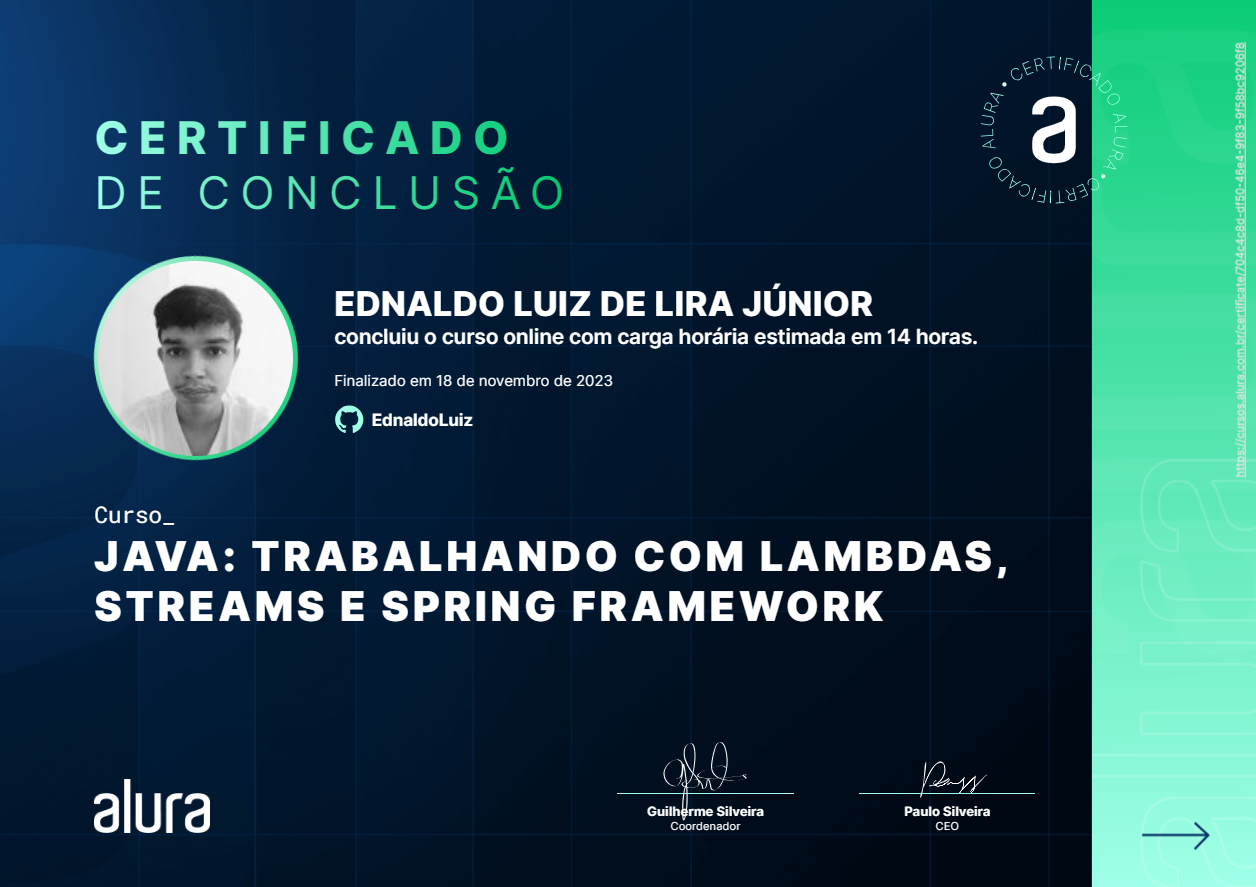 CERTIFICADO
DE CONCLUSÃO
CERTIFICADO ALURA • CERTIFICADO ALURA •
a
EDNALDO LUIZ DE LIRA JÚNIOR
concluiu o curso online com carga horária estimada em 14 horas.
Finalizado em 18 de novembro de 2023
EdnaldoLuiz
Curso_
JAVA: TRABALHANDO COM LAMBDAS,
STREAMS E SPRING FRAMEWORK
alura
Guilherme Silveira
Coordenador
Paulo Silveira
CEO
https://cursos.alura.com.br/certificate/704c4c8d-df50-46e4-9f83-9f58bc9206f8
alura